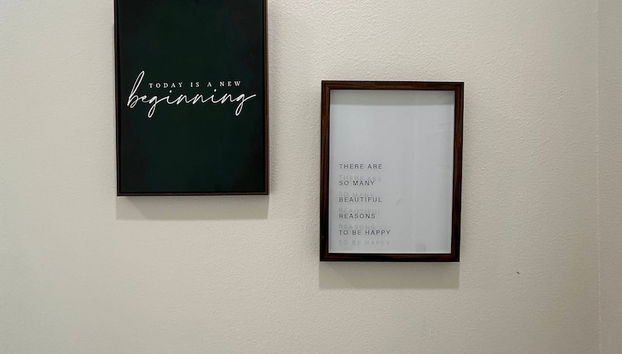 TODAY IS A NEW
beginning
THERE ARE
SO MANY
BEAUTIFUL
REASONS
TO BE HAPPY